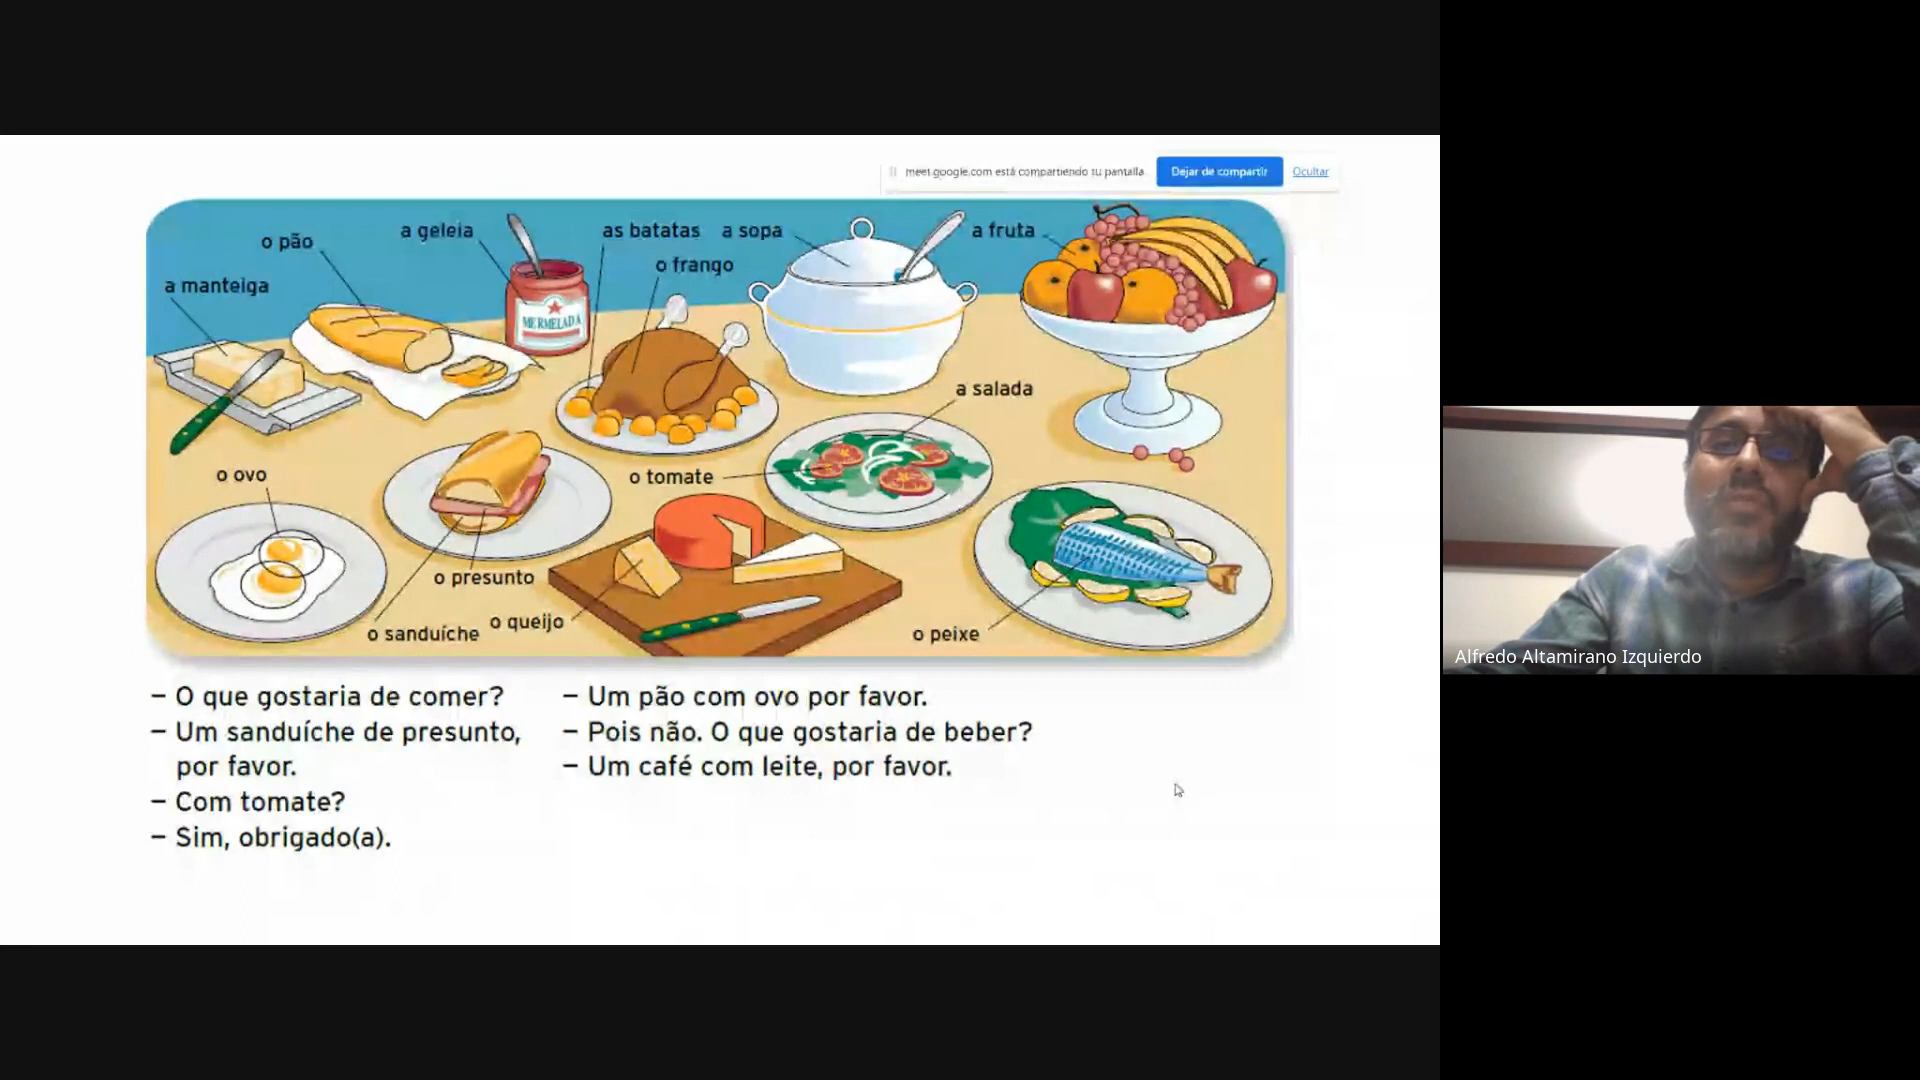 meet.google.com está compartiendo tu pantalla. Dejar de compartir Ocultar
o pão
a geleia
as batatas
a sopa
a fruta
a manteiga
o frango
MERMELADA
a salada
o ovo
o tomate
o presunto
o sanduíche
o queijo
o peixe
– O que gostaria de comer?
– Um sanduíche de presunto,
por favor.
– Com tomate?
– Sim, obrigado(a).
– Um pão com ovo por favor.
– Pois não. O que gostaria de beber?
– Um café com leite, por favor.
Alfredo Altamirano Izquierdo